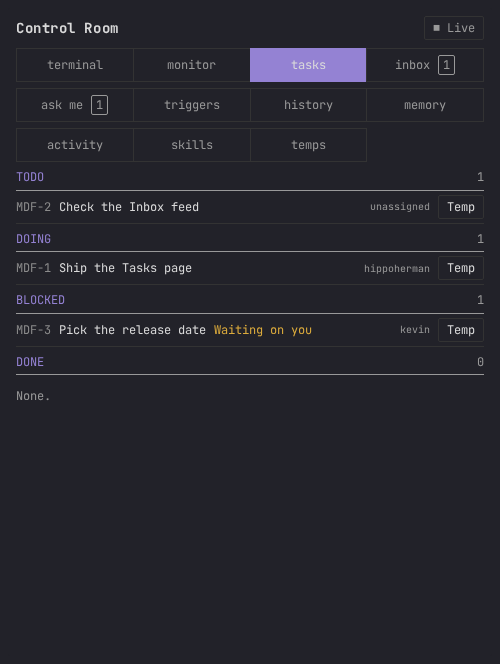 Control Room
Live
terminal monitor tasks inbox 1
ask me 1 triggers history memory
activity skills temps
TODO 1
MDF-2 Check the Inbox feed unassigned Temp
DOING 1
MDF-1 Ship the Tasks page hippoherman Temp
BLOCKED 1
MDF-3 Pick the release date Waiting on you kevin Temp
DONE 0
None.